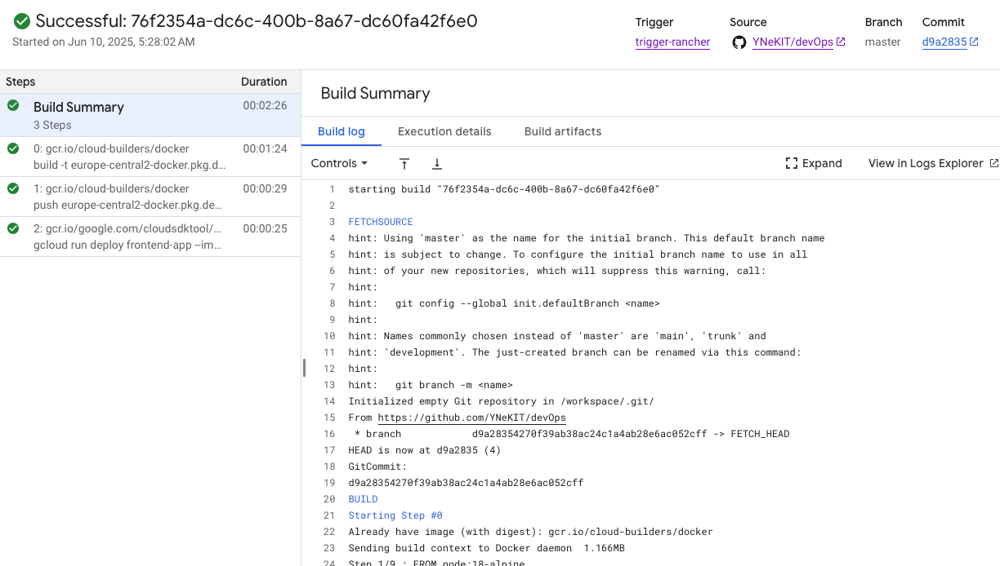 Successful: 76f2354a-dc6c-400b-8a67-dc60fa42f6e0
Started on Jun 10, 2025, 5:28:02 AM
Trigger
trigger-rancher
Source
YNeKIT/devOps
Branch
master
Commit
d9a2835
Steps Duration
Build Summary 00:02:26
3 Steps
0: gcr.io/cloud-builders/docker 00:01:24
build -t europe-central2-docker.pkg.d...
1: gcr.io/cloud-builders/docker 00:00:29
push europe-central2-docker.pkg.de...
2: gcr.io/google.com/cloudsdktool/... 00:00:25
gcloud run deploy frontend-app --im...
Build Summary
Build log Execution details Build artifacts
Controls Expand View in Logs Explorer
1 starting build "76f2354a-dc6c-400b-8a67-dc60fa42f6e0"
2
3 FETCHSOURCE
4 hint: Using 'master' as the name for the initial branch. This default branch name
5 hint: is subject to change. To configure the initial branch name to use in all
6 hint: of your new repositories, which will suppress this warning, call:
7 hint:
8 hint:   git config --global init.defaultBranch <name>
9 hint:
10 hint: Names commonly chosen instead of 'master' are 'main', 'trunk' and
11 hint: 'development'. The just-created branch can be renamed via this command:
12 hint:
13 hint:   git branch -m <name>
14 Initialized empty Git repository in /workspace/.git/
15 From https://github.com/YNeKIT/devOps
16  * branch            d9a28354270f39ab38ac24c1a4ab28e6ac052cff -> FETCH_HEAD
17 HEAD is now at d9a2835 (4)
18 GitCommit:
19 d9a28354270f39ab38ac24c1a4ab28e6ac052cff
20 BUILD
21 Starting Step #0
22 Already have image (with digest): gcr.io/cloud-builders/docker
23 Sending build context to Docker daemon  1.166MB
24 Step 1/9 : FROM node:18-alpine